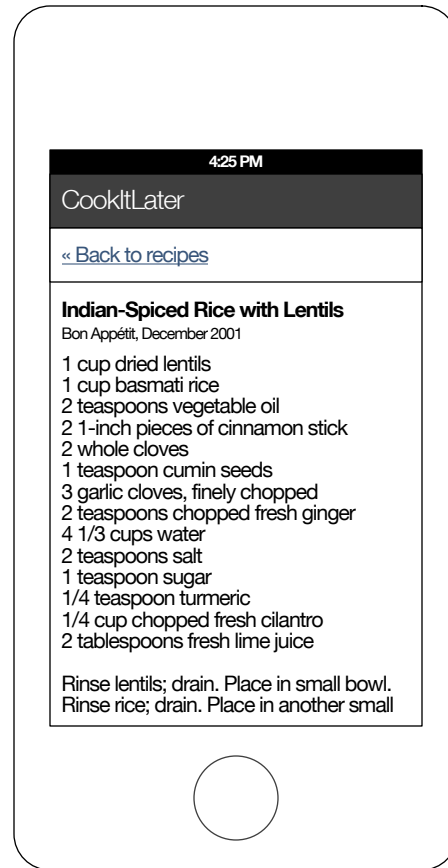 4:25 PM
CookItLater
« Back to recipes
Indian-Spiced Rice with Lentils
Bon Appétit, December 2001
1 cup dried lentils
1 cup basmati rice
2 teaspoons vegetable oil
2 1-inch pieces of cinnamon stick
2 whole cloves
1 teaspoon cumin seeds
3 garlic cloves, finely chopped
2 teaspoons chopped fresh ginger
4 1/3 cups water
2 teaspoons salt
1 teaspoon sugar
1/4 teaspoon turmeric
1/4 cup chopped fresh cilantro
2 tablespoons fresh lime juice
Rinse lentils; drain. Place in small bowl.
Rinse rice; drain. Place in another small